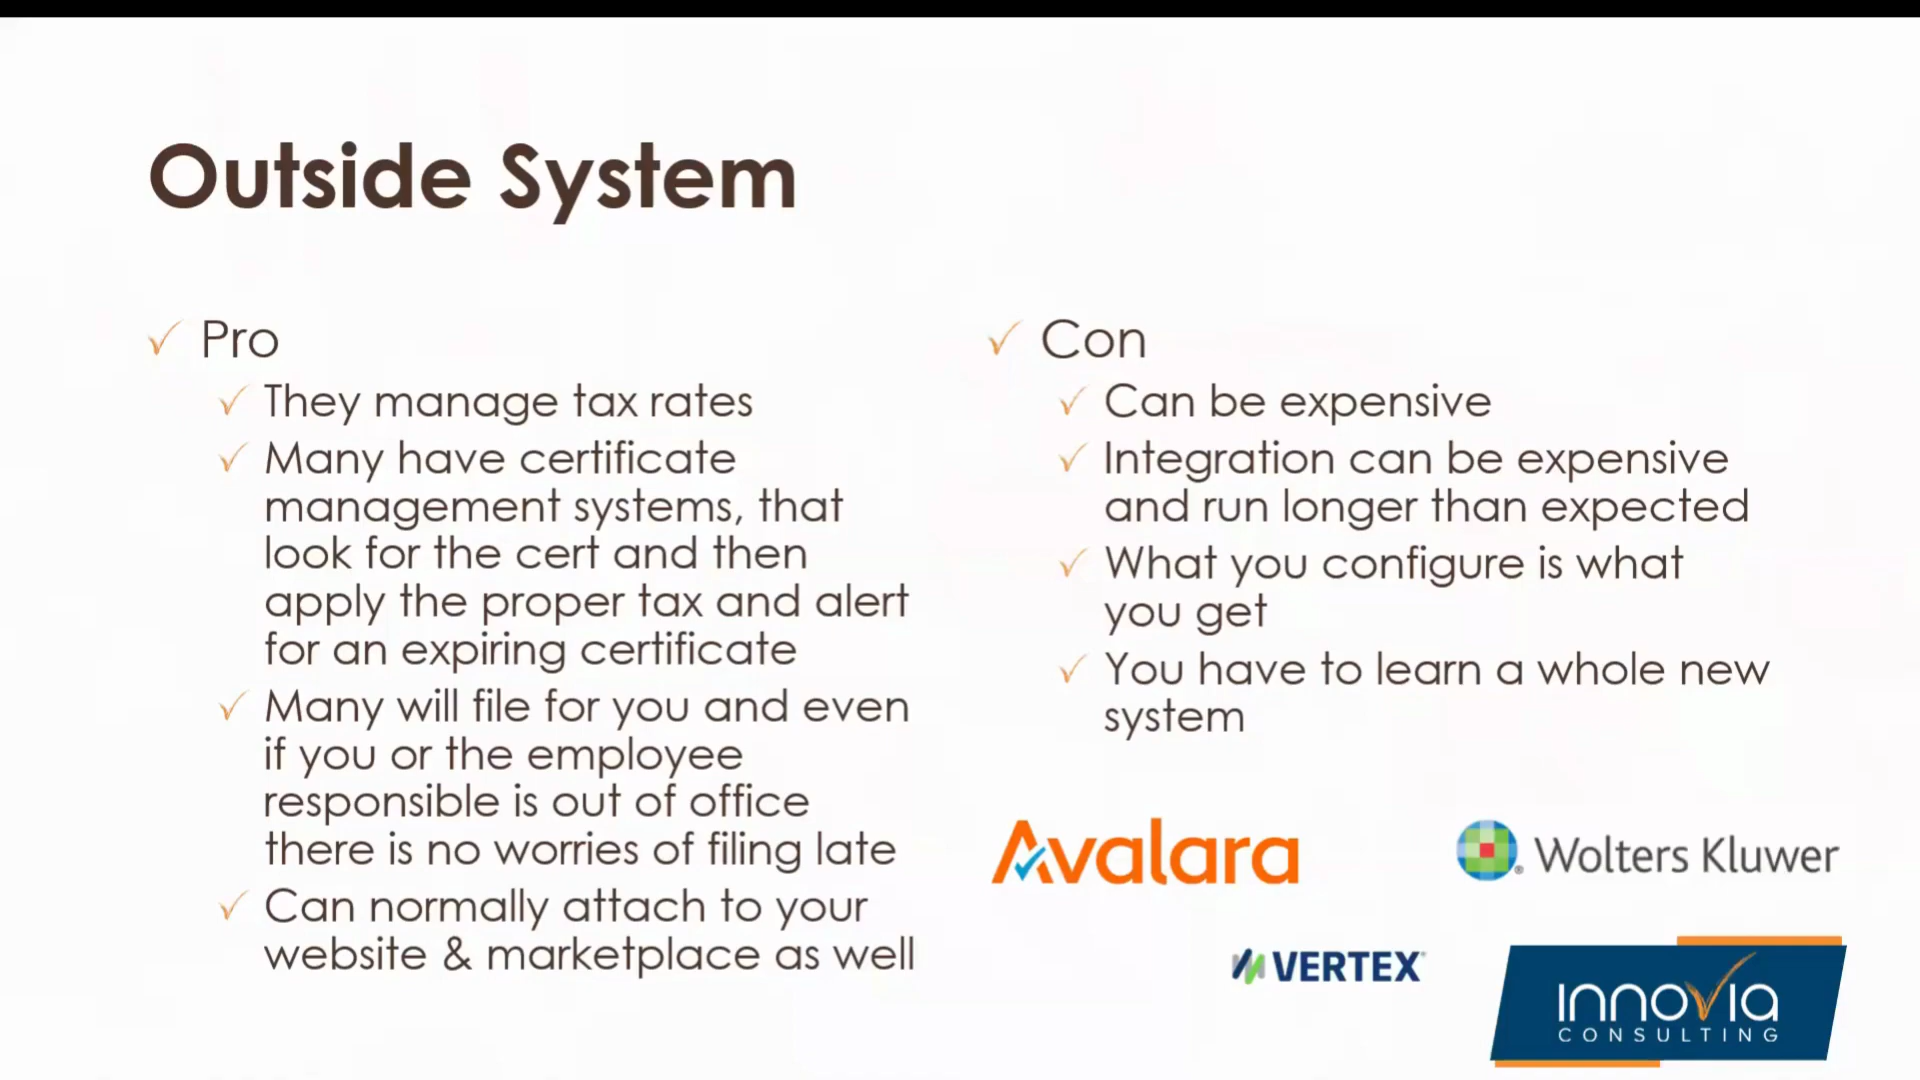 Outside System
Pro
They manage tax rates
Many have certificate
management systems, that
look for the cert and then
apply the proper tax and alert
for an expiring certificate
Many will file for you and even
if you or the employee
responsible is out of office
there is no worries of filing late
Can normally attach to your
website & marketplace as well
Con
Can be expensive
Integration can be expensive
and run longer than expected
What you configure is what
you get
You have to learn a whole new
system
Avalara
Wolters Kluwer
VERTEX
innovia
CONSULTING